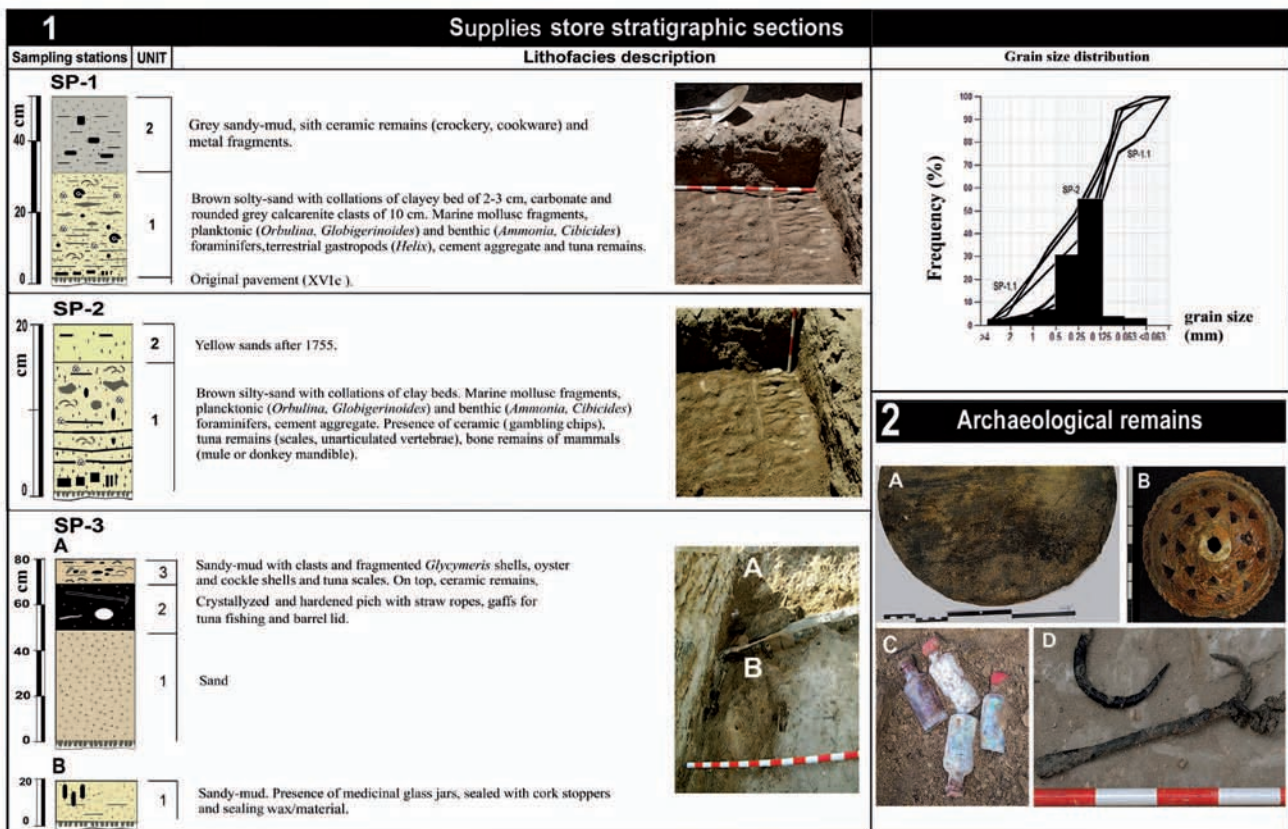 1 Supplies store stratigraphic sections
Sampling stations UNIT Lithofacies description
SP-1
cm
40
20
0
2
Grey sandy-mud, sith ceramic remains (crockery, cookware) and
metal fragments.
1
Brown solty-sand with collations of clayey bed of 2-3 cm, carbonate and
rounded grey calcarenite clasts of 10 cm. Marine mollusc fragments,
planktonic (Orbulina, Globigerinoides) and benthic (Ammonia, Cibicides)
foraminifers,terrestrial gastropods (Helix), cement aggregate and tuna remains.
Original pavement (XVIc ).
SP-2
20
cm
0
2
Yellow sands after 1755.
1
Brown silty-sand with collations of clay beds. Marine mollusc fragments,
plancktonic (Orbulina, Globigerinoides) and benthic (Ammonia, Cibicides)
foraminifers, cement aggregate. Presence of ceramic (gambling chips),
tuna remains (scales, unarticulated vertebrae), bone remains of mammals
(mule or donkey mandible).
SP-3
A
80
cm
60
40
20
0
3
Sandy-mud with clasts and fragmented Glycymeris shells, oyster
and cockle shells and tuna scales. On top, ceramic remains,
2
Crystallyzed and hardened pich with straw ropes, gaffs for
tuna fishing and barrel lid.
1
Sand
B
20
cm
0
1
Sandy-mud. Presence of medicinal glass jars, sealed with cork stoppers
and sealing wax/material.
A
B
Grain size distribution
Frequency (%)
100
90
80
70
60
50
40
30
20
10
0
SP-1.1
SP-2
SP-1.1
>4 2 1 0.5 0.25 0.125 0.063 <0.063
grain size
(mm)
2 Archaeological remains
A
B
C
D